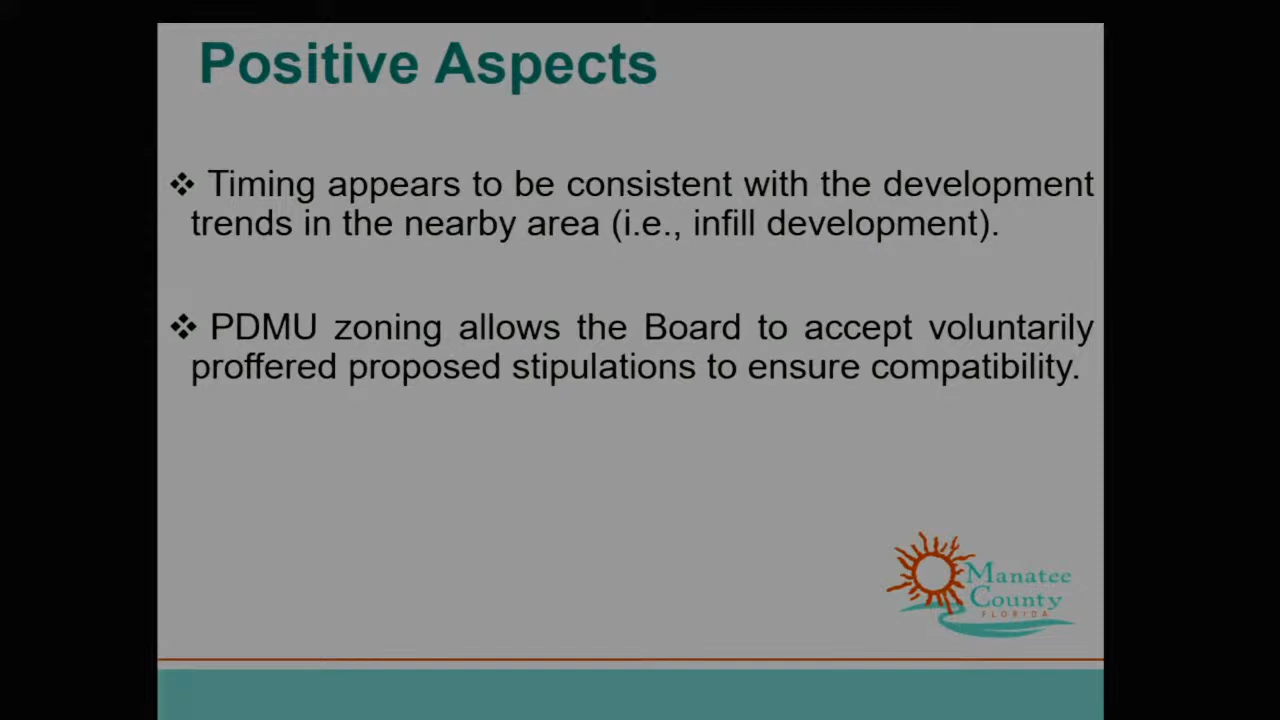 Positive Aspects
❖ Timing appears to be consistent with the development
trends in the nearby area (i.e., infill development).
❖ PDMU zoning allows the Board to accept voluntarily
proffered proposed stipulations to ensure compatibility.
Manatee
County
FLORIDA